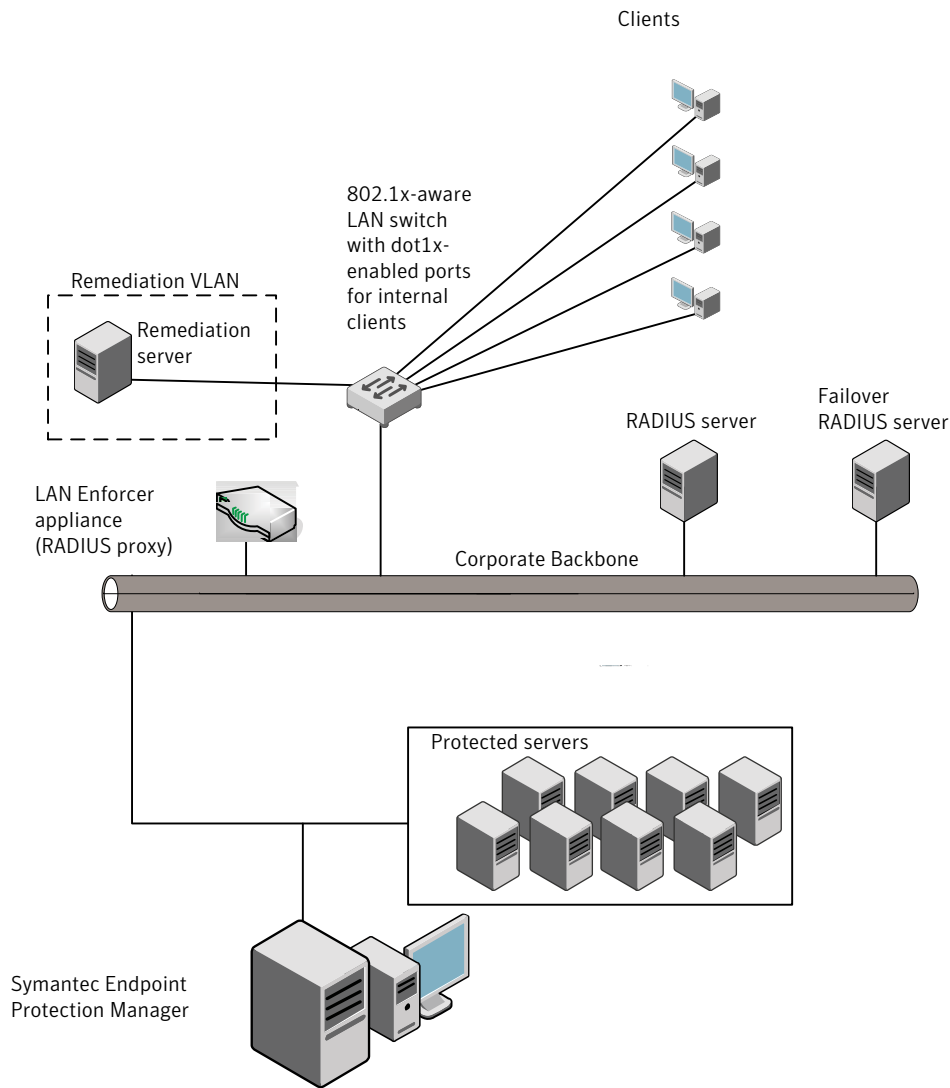 Clients
802.1x-aware
LAN switch
with dot1x-
enabled ports
for internal
clients
Remediation VLAN
Remediation
server
RADIUS server
Failover
RADIUS server
LAN Enforcer
appliance
(RADIUS proxy)
Corporate Backbone
Protected servers
Symantec Endpoint
Protection Manager